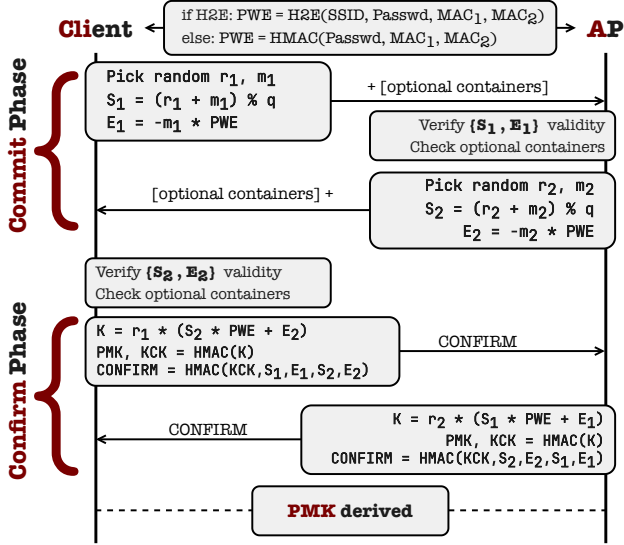 Client
if H2E: PWE = H2E(SSID, Passwd, MAC₁, MAC₂)
else: PWE = HMAC(Passwd, MAC₁, MAC₂)
AP
Commit Phase
Pick random r₁, m₁
S₁ = (r₁ + m₁) % q
E₁ = -m₁ * PWE
+ [optional containers]
Verify {S₁, E₁} validity
Check optional containers
Pick random r₂, m₂
S₂ = (r₂ + m₂) % q
E₂ = -m₂ * PWE
[optional containers] +
Verify {S₂, E₂} validity
Check optional containers
Confirm Phase
K = r₁ * (S₂ * PWE + E₂)
PMK, KCK = HMAC(K)
CONFIRM = HMAC(KCK,S₁,E₁,S₂,E₂)
CONFIRM
K = r₂ * (S₁ * PWE + E₁)
PMK, KCK = HMAC(K)
CONFIRM = HMAC(KCK,S₂,E₂,S₁,E₁)
CONFIRM
PMK derived